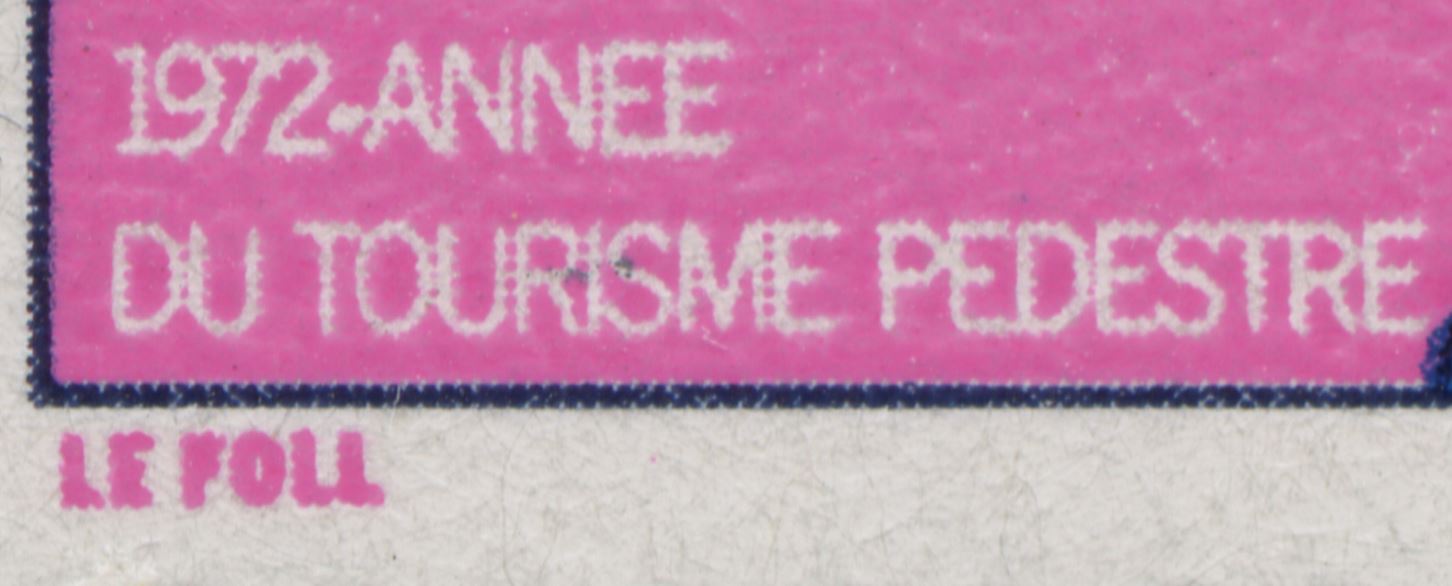 1972•ANNEE
DU TOURISME PEDESTRE
LE FOLL